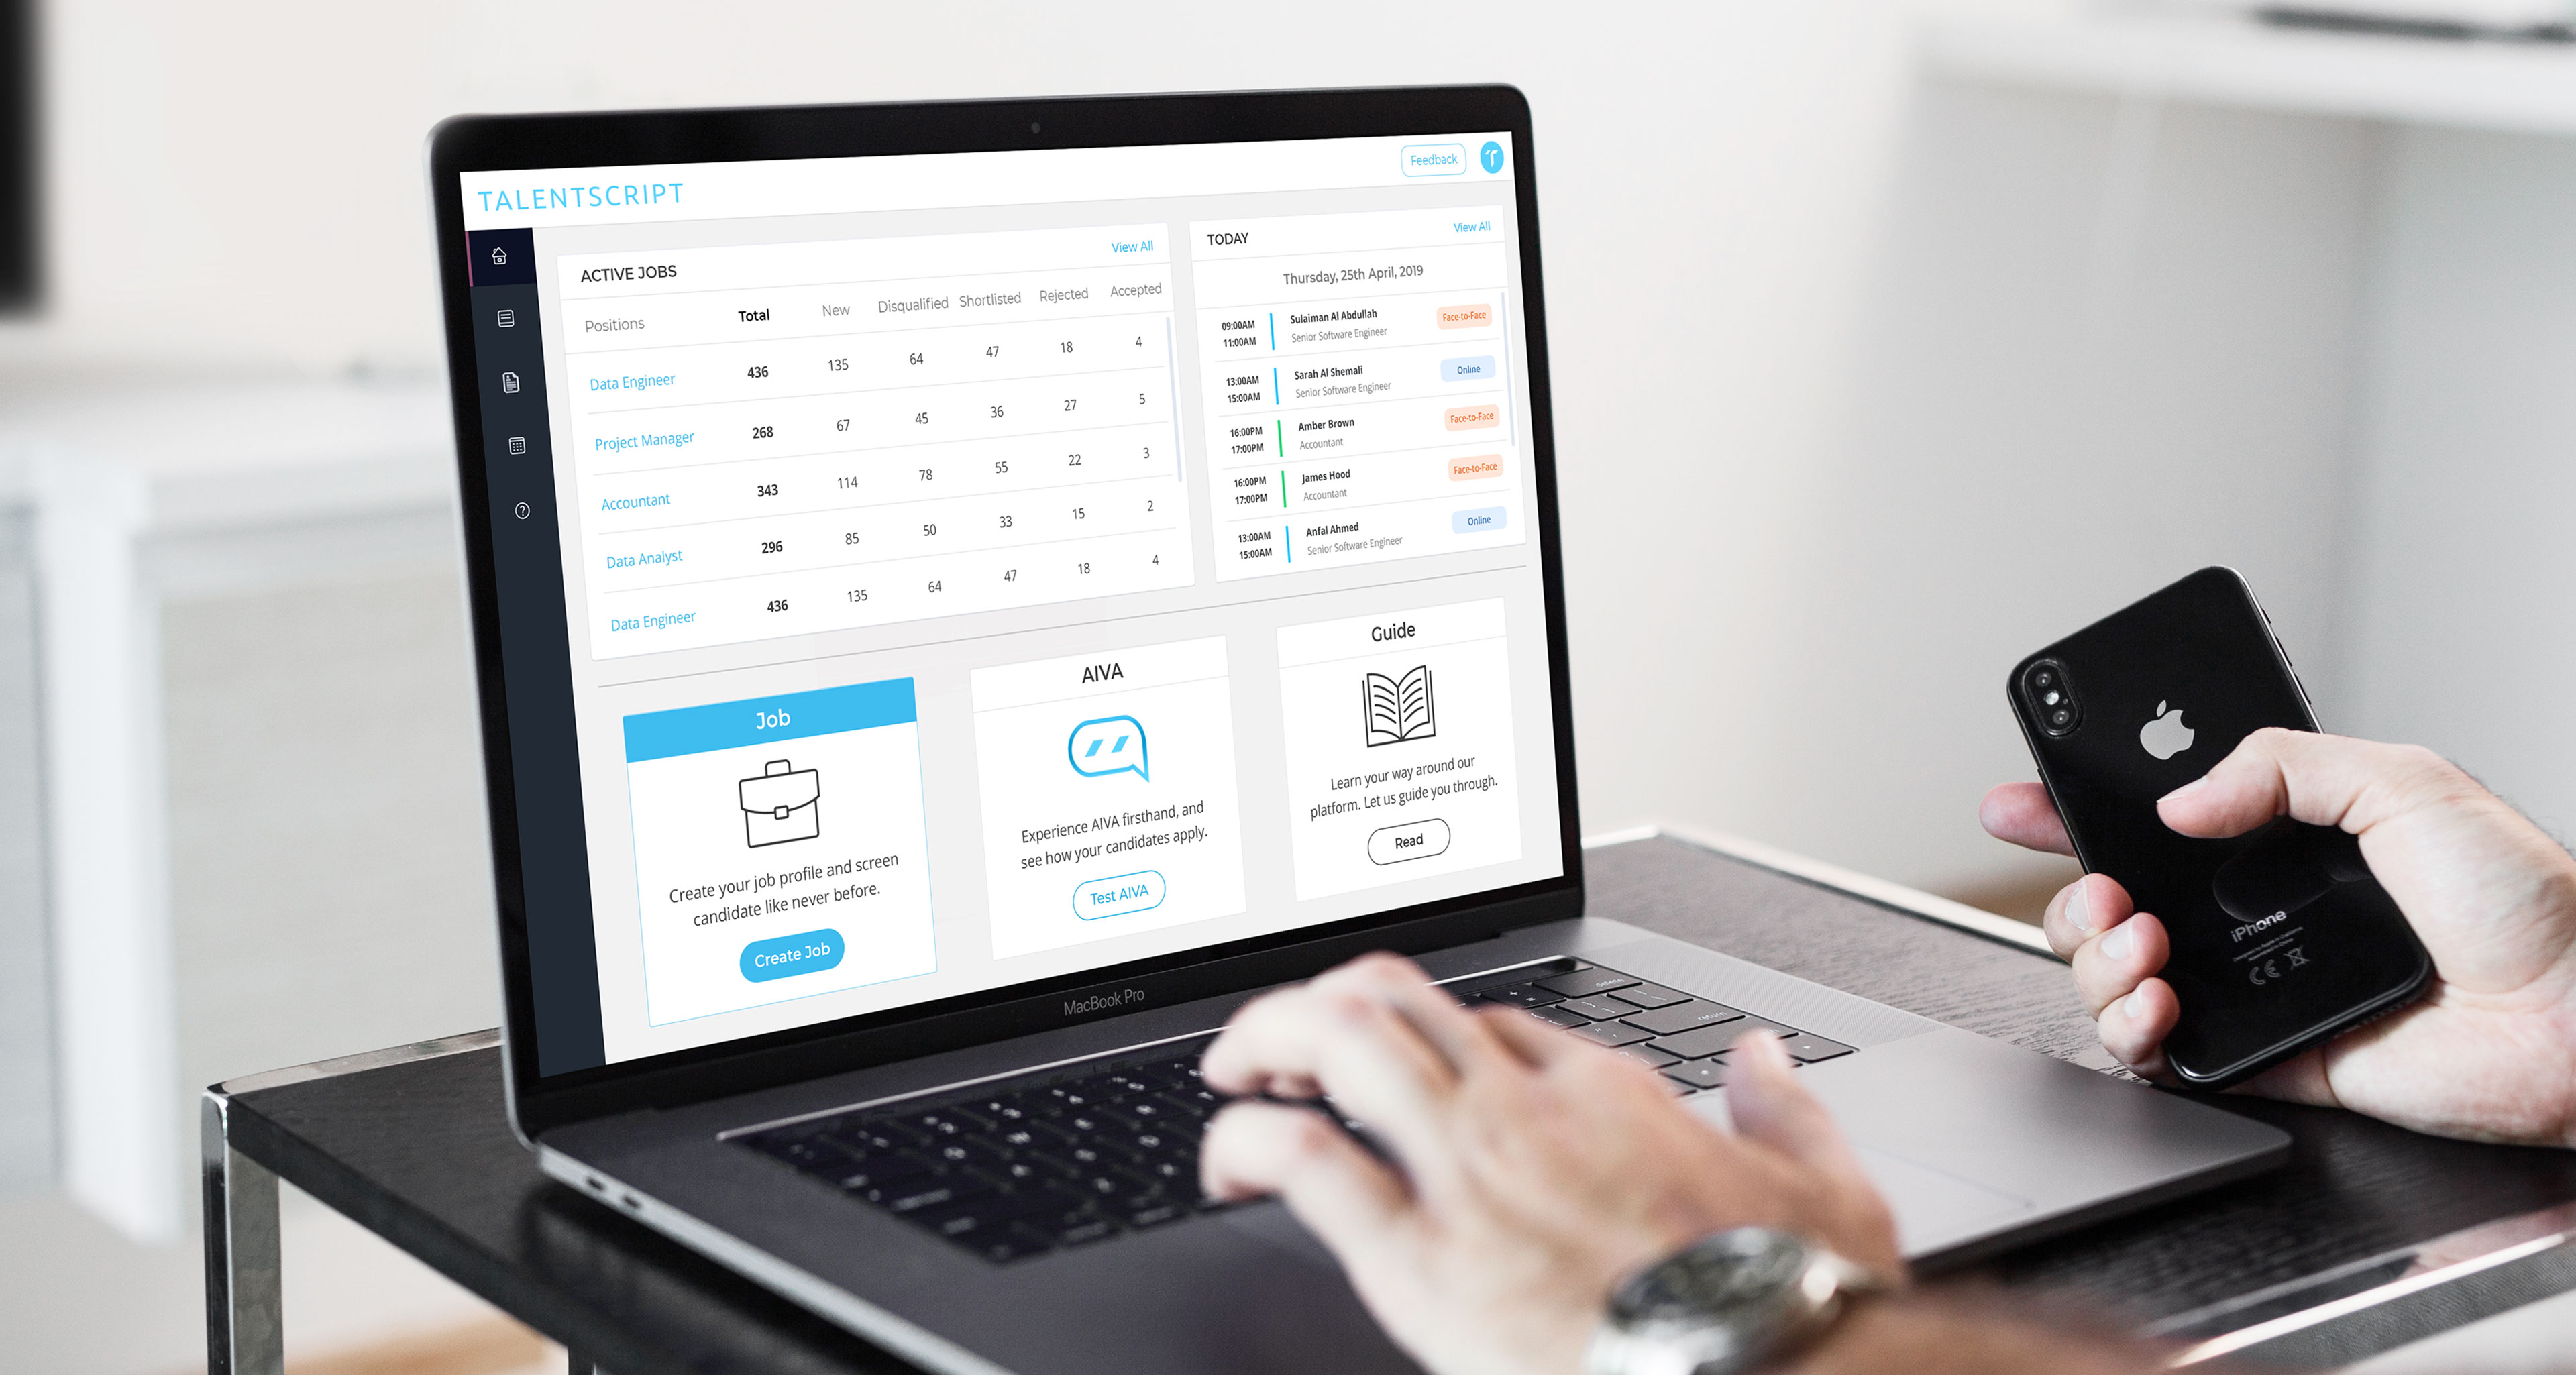 TALENTSCRIPT
Feedback
ACTIVE JOBS
View All
Positions Total New Disqualified Shortlisted Rejected Accepted
Data Engineer 436 135 64 47 18 4
Project Manager 268 67 45 36 27 5
Accountant 343 114 78 55 22 3
Data Analyst 296 85 50 33 15 2
Data Engineer 436 135 64 47 18 4
TODAY
View All
Thursday, 25th April, 2019
09:00AM
11:00AM
Sulaiman Al Abdullah
Senior Software Engineer
Face-to-Face
13:00AM
15:00AM
Sarah Al Shemali
Senior Software Engineer
Online
16:00PM
17:00PM
Amber Brown
Accountant
Face-to-Face
16:00PM
17:00PM
James Hood
Accountant
Face-to-Face
13:00AM
15:00AM
Anfal Ahmed
Senior Software Engineer
Online
Job
Create your job profile and screen
candidate like never before.
Create Job
AIVA
Experience AIVA firsthand, and
see how your candidates apply.
Test AIVA
Guide
Learn your way around our
platform. Let us guide you through.
Read
MacBook Pro
delete
return
iPhone